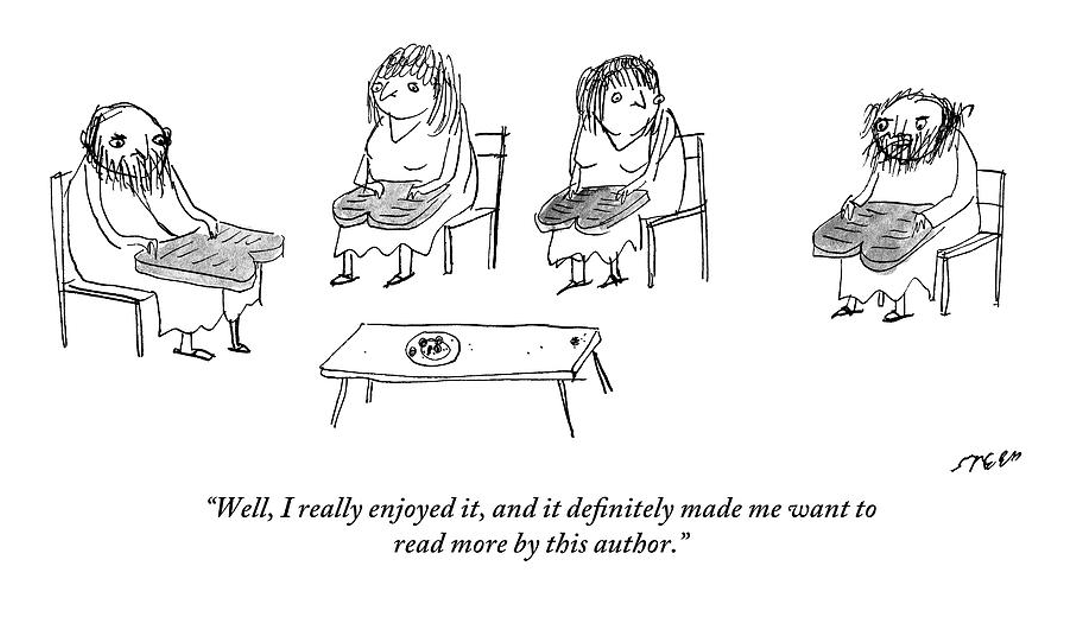 “Well, I really enjoyed it, and it definitely made me want to
read more by this author.”